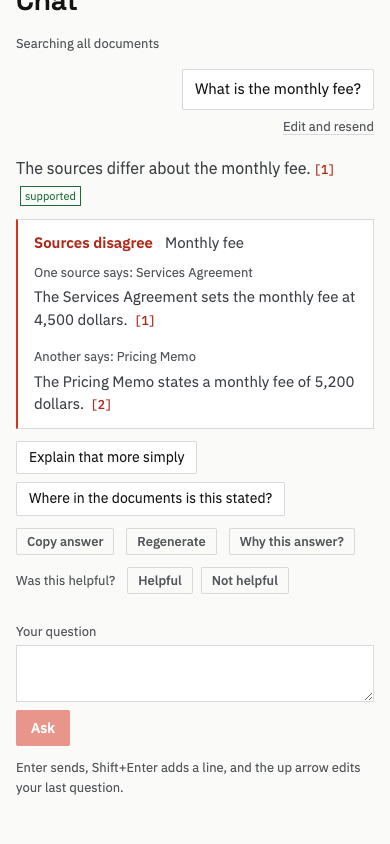 Chat
Searching all documents
What is the monthly fee?
Edit and resend
The sources differ about the monthly fee. [1]
supported
Sources disagree Monthly fee
One source says: Services Agreement
The Services Agreement sets the monthly fee at
4,500 dollars. [1]
Another says: Pricing Memo
The Pricing Memo states a monthly fee of 5,200
dollars. [2]
Explain that more simply
Where in the documents is this stated?
Copy answer Regenerate Why this answer?
Was this helpful? Helpful Not helpful
Your question
Ask
Enter sends, Shift+Enter adds a line, and the up arrow edits
your last question.